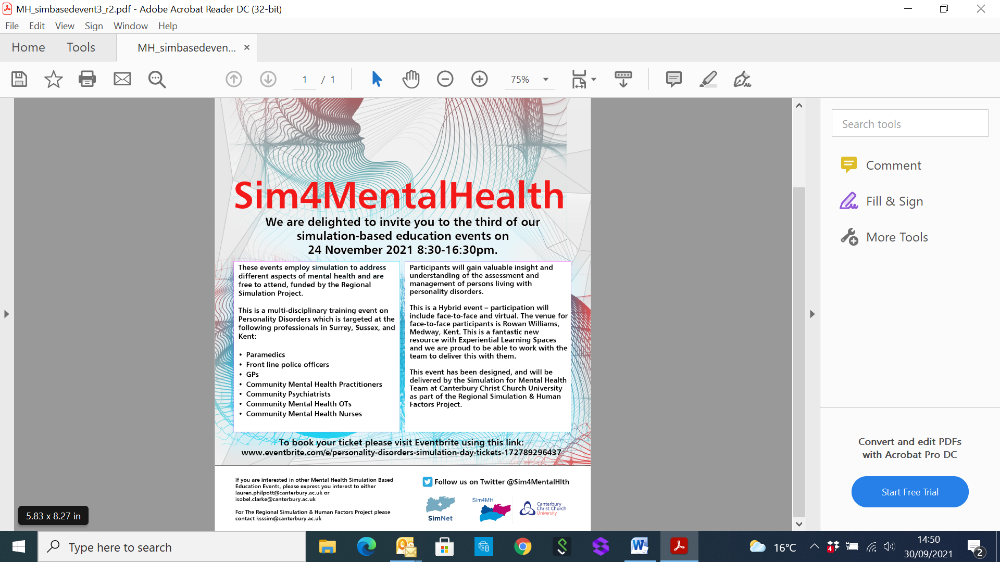 MH_simbasedevent3_r2.pdf - Adobe Acrobat Reader DC (32-bit)
File Edit View Sign Window Help
Home Tools MH_simbasedeven...
1 / 1 75%
Search tools
Comment
Fill & Sign
More Tools
Convert and edit PDFs
with Acrobat Pro DC
Start Free Trial
Sim4MentalHealth
We are delighted to invite you to the third of our
simulation-based education events on
24 November 2021 8:30-16:30pm.
These events employ simulation to address
different aspects of mental health and are
free to attend, funded by the Regional
Simulation Project.
This is a multi-disciplinary training event on
Personality Disorders which is targeted at the
following professionals in Surrey, Sussex, and
Kent:
• Paramedics
• Front line police officers
• GPs
• Community Mental Health Practitioners
• Community Psychiatrists
• Community Mental Health OTs
• Community Mental Health Nurses
Participants will gain valuable insight and
understanding of the assessment and
management of persons living with
personality disorders.
This is a Hybrid event – participation will
include face-to-face and virtual. The venue for
face-to-face participants is Rowan Williams,
Medway, Kent. This is a fantastic new
resource with Experiential Learning Spaces
and we are proud to be able to work with the
team to deliver this with them.
This event has been designed, and will be
delivered by the Simulation for Mental Health
Team at Canterbury Christ Church University
as part of the Regional Simulation & Human
Factors Project.
To book your ticket please visit Eventbrite using this link:
www.eventbrite.com/e/personality-disorders-simulation-day-tickets-172789296437
If you are interested in other Mental Health Simulation Based
Education Events, please express you interest to either
lauren.philpott@canterbury.ac.uk or
isobel.clarke@canterbury.ac.uk
For The Regional Simulation & Human Factors Project please
contact ksssim@canterbury.ac.uk
Follow us on Twitter @Sim4MentalHlth
SimNet
Sim4MH
Canterbury
Christ Church
University
5.83 x 8.27 in
Type here to search
16°C
4
14:50
30/09/2021
2